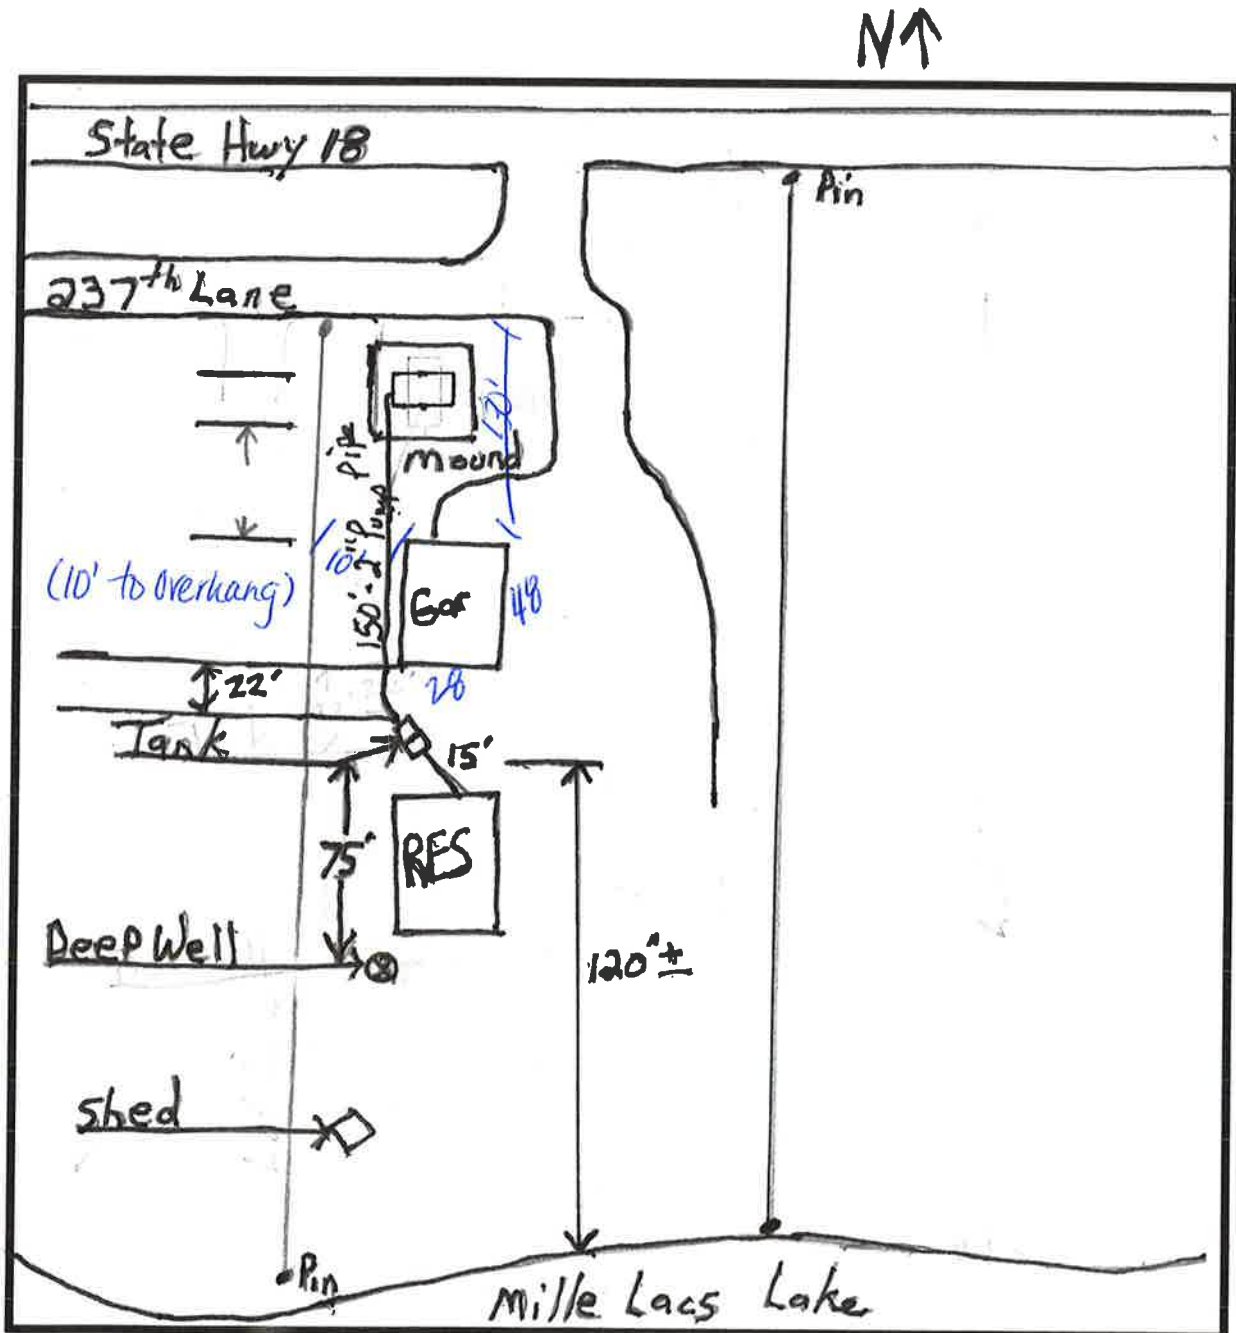 N↑
State Hwy 18
Pin
237th Lane
130'
Mound
150'-2" Pump Pipe
10'
(10' to Overhang)
Gar
48
28
22'
Tank
15'
75'
RES
Deep Well
120"±
Shed
Pin
Mille Lacs Lake